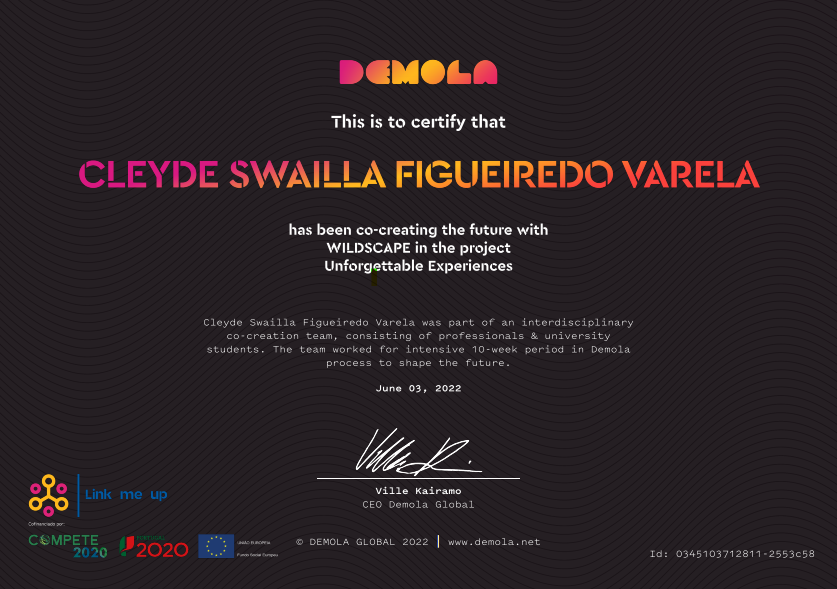 DEMOLA
This is to certify that
CLEYDE SWAILLA FIGUEIREDO VARELA
has been co-creating the future with
WILDSCAPE in the project
Unforgettable Experiences
Cleyde Swailla Figueiredo Varela was part of an interdisciplinary
co-creation team, consisting of professionals & university
students. The team worked for intensive 10-week period in Demola
process to shape the future.
June 03, 2022
Ville Kairamo
CEO Demola Global
Link me up
Cofinanciado por:
COMPETE
2020
PORTUGAL
2020
UNIÃO EUROPEIA
Fundo Social Europeu
© DEMOLA GLOBAL 2022 | www.demola.net
Id: 0345103712811-2553c58